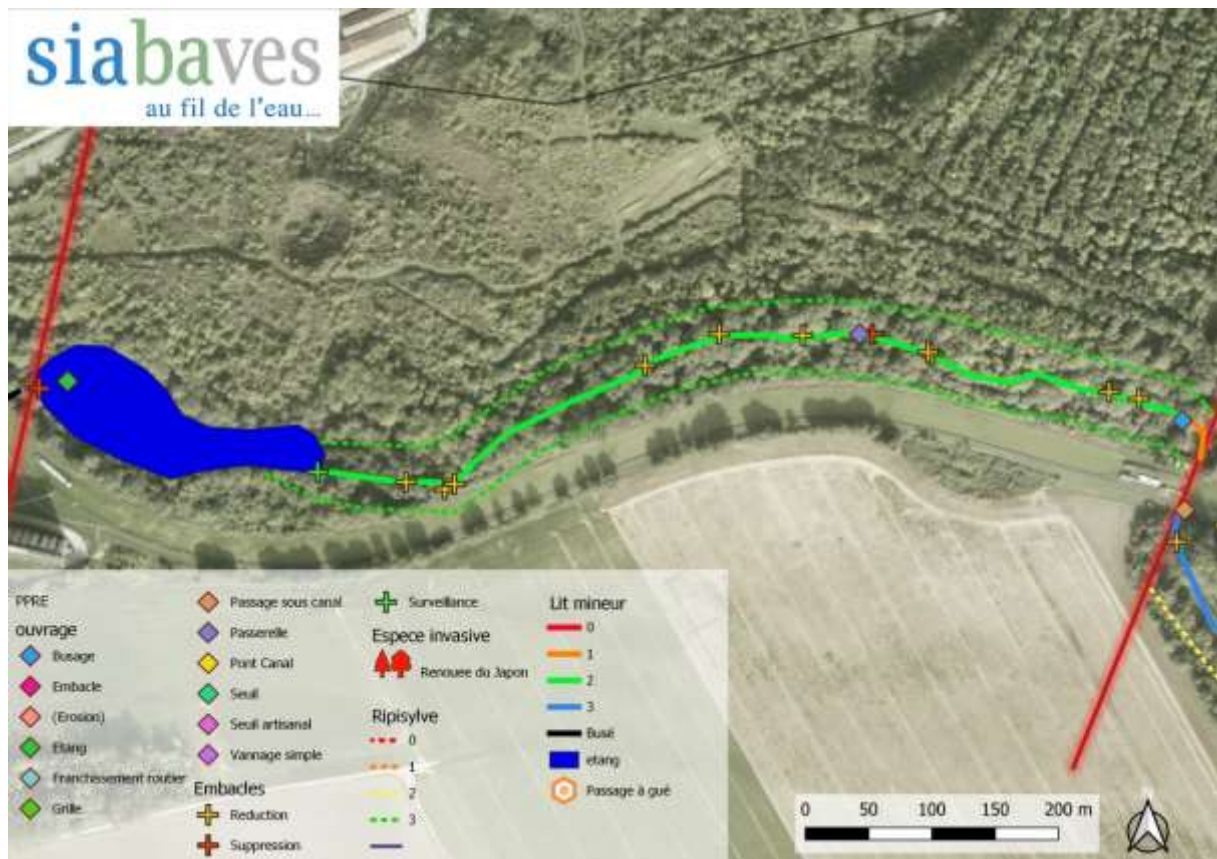 siabaves
au fil de l'eau...
PPRE
ouvrage
Busage
Embacle
(Erosion)
Etang
Franchissement routier
Grille
Passage sous canal
Passerelle
Pont Canal
Seuil
Seuil artisanal
Vannage simple
Embacles
Reduction
Suppression
Surveillance
Espece invasive
Renouee du Japon
Ripisylve
0
1
2
3
Lit mineur
0
1
2
3
Busé
etang
Passage à gué
0 50 100 150 200 m